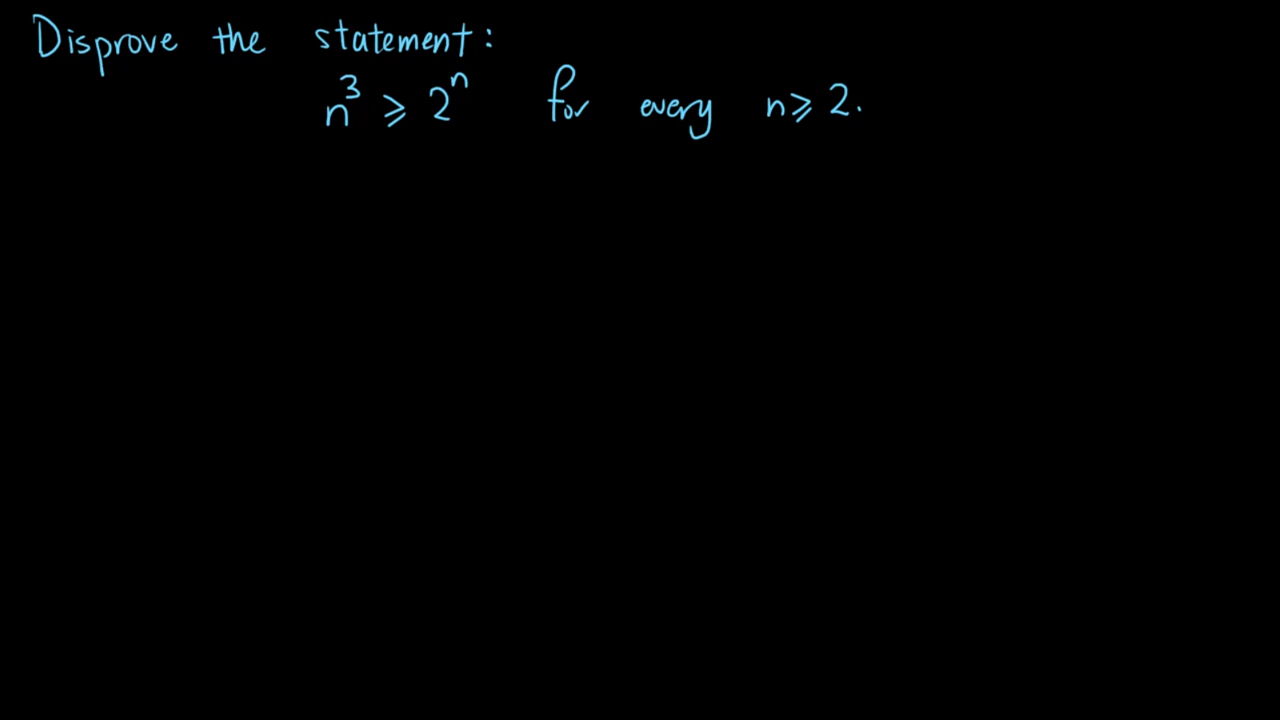 Disprove the statement:
n³ ⩾ 2ⁿ for every n ⩾ 2.